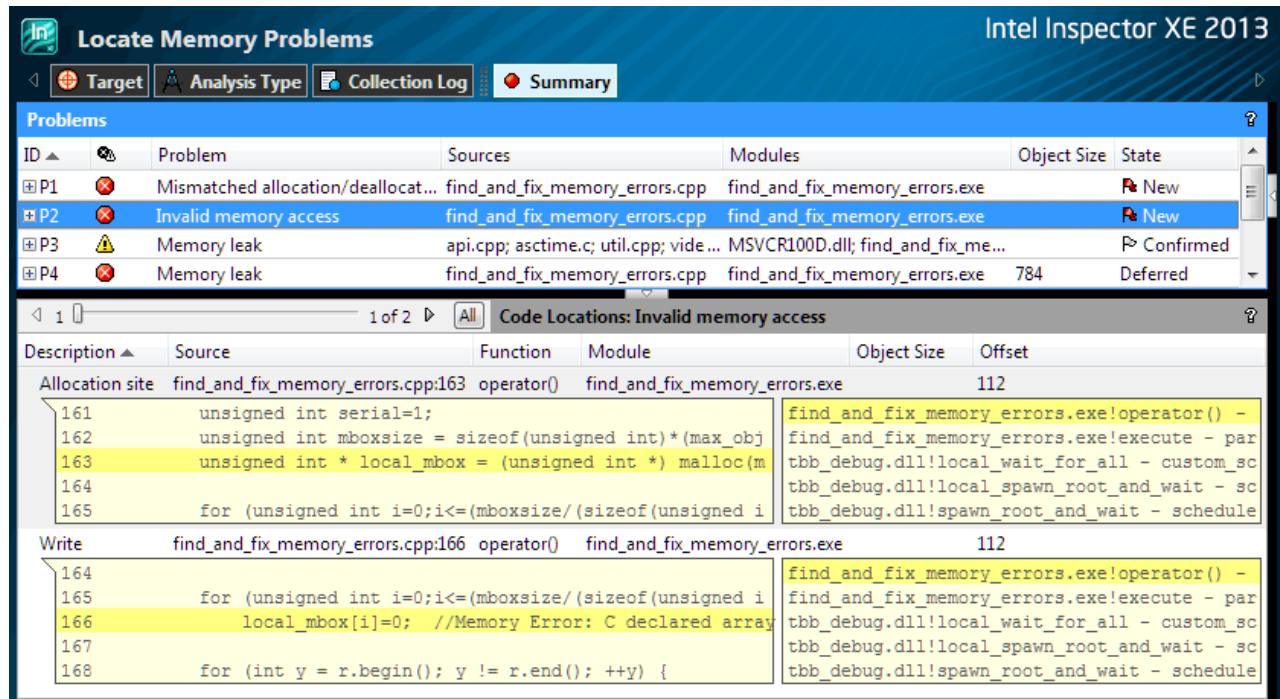 Intel Inspector XE 2013
Locate Memory Problems
Target Analysis Type Collection Log Summary
Problems ?
ID Problem Sources Modules Object Size State
P1 Mismatched allocation/deallocat... find_and_fix_memory_errors.cpp find_and_fix_memory_errors.exe New
P2 Invalid memory access find_and_fix_memory_errors.cpp find_and_fix_memory_errors.exe New
P3 Memory leak api.cpp; asctime.c; util.cpp; vide... MSVCR100D.dll; find_and_fix_me... Confirmed
P4 Memory leak find_and_fix_memory_errors.cpp find_and_fix_memory_errors.exe 784 Deferred
1 1 of 2 All Code Locations: Invalid memory access ?
Description Source Function Module Object Size Offset
Allocation site find_and_fix_memory_errors.cpp:163 operator() find_and_fix_memory_errors.exe 112
161 unsigned int serial=1; find_and_fix_memory_errors.exe!operator() -
162 unsigned int mboxsize = sizeof(unsigned int)*(max_obj find_and_fix_memory_errors.exe!execute - par
163 unsigned int * local_mbox = (unsigned int *) malloc(m tbb_debug.dll!local_wait_for_all - custom_sc
164 tbb_debug.dll!local_spawn_root_and_wait - sc
165 for (unsigned int i=0;i<=(mboxsize/(sizeof(unsigned i tbb_debug.dll!spawn_root_and_wait - schedule
Write find_and_fix_memory_errors.cpp:166 operator() find_and_fix_memory_errors.exe 112
164 find_and_fix_memory_errors.exe!operator() -
165 for (unsigned int i=0;i<=(mboxsize/(sizeof(unsigned i find_and_fix_memory_errors.exe!execute - par
166 local_mbox[i]=0; //Memory Error: C declared array tbb_debug.dll!local_wait_for_all - custom_sc
167 tbb_debug.dll!local_spawn_root_and_wait - sc
168 for (int y = r.begin(); y != r.end(); ++y) { tbb_debug.dll!spawn_root_and_wait - schedule